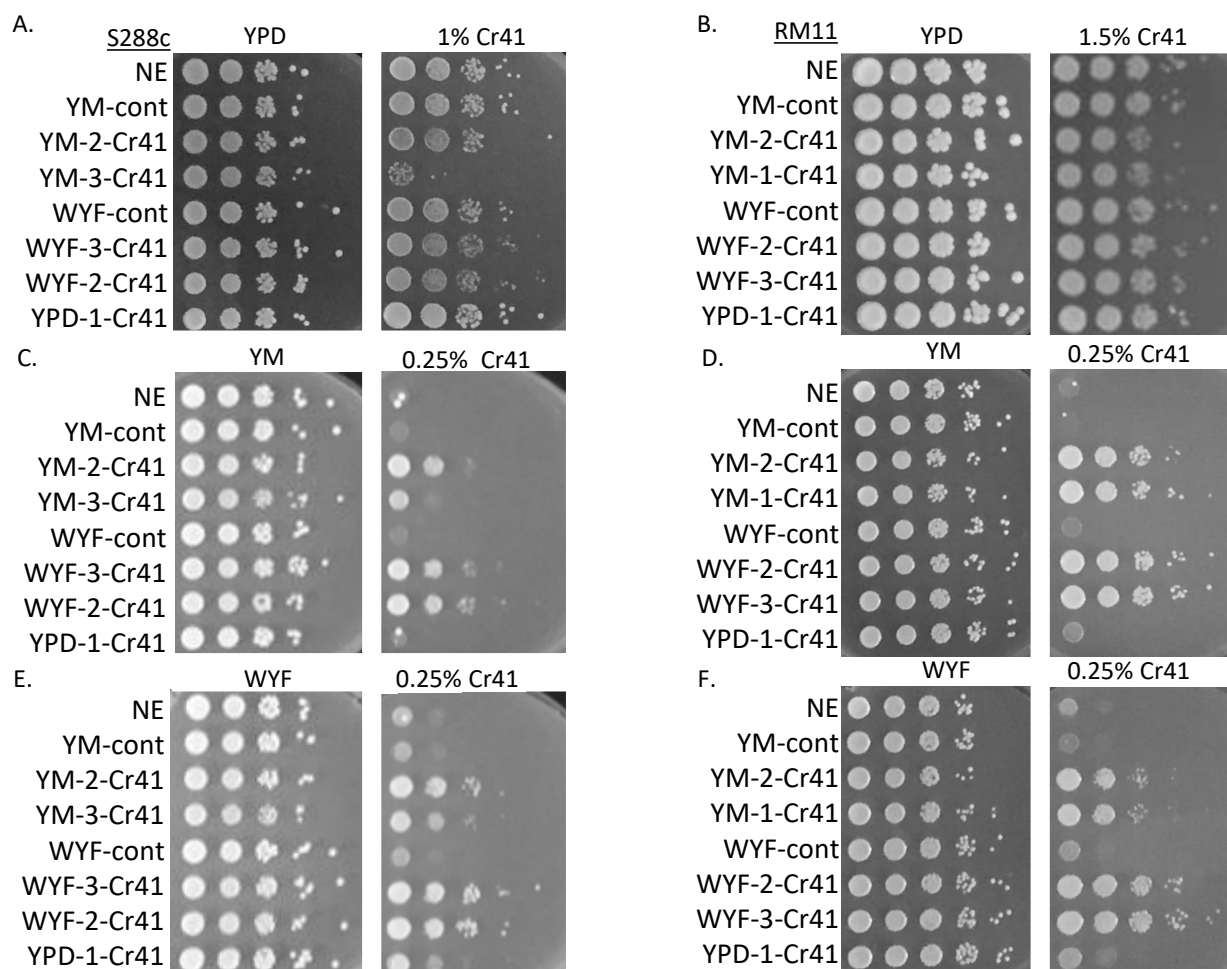 A.
S288c YPD 1% Cr41
NE
YM-cont
YM-2-Cr41
YM-3-Cr41
WYF-cont
WYF-3-Cr41
WYF-2-Cr41
YPD-1-Cr41
B.
RM11 YPD 1.5% Cr41
NE
YM-cont
YM-2-Cr41
YM-1-Cr41
WYF-cont
WYF-2-Cr41
WYF-3-Cr41
YPD-1-Cr41
C.
YM 0.25% Cr41
NE
YM-cont
YM-2-Cr41
YM-3-Cr41
WYF-cont
WYF-3-Cr41
WYF-2-Cr41
YPD-1-Cr41
D.
YM 0.25% Cr41
NE
YM-cont
YM-2-Cr41
YM-1-Cr41
WYF-cont
WYF-2-Cr41
WYF-3-Cr41
YPD-1-Cr41
E.
WYF 0.25% Cr41
NE
YM-cont
YM-2-Cr41
YM-3-Cr41
WYF-cont
WYF-3-Cr41
WYF-2-Cr41
YPD-1-Cr41
F.
WYF 0.25% Cr41
NE
YM-cont
YM-2-Cr41
YM-1-Cr41
WYF-cont
WYF-2-Cr41
WYF-3-Cr41
YPD-1-Cr41